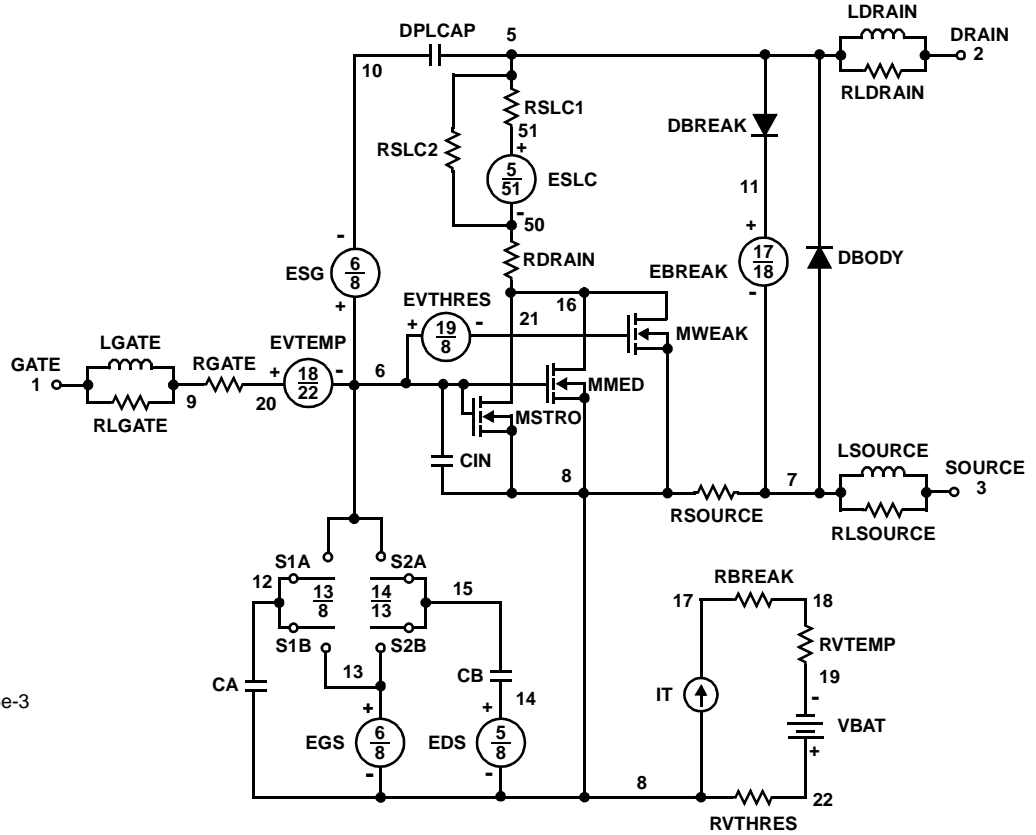 LDRAIN
DPLCAP 5 DRAIN
10 2
RSLC1 RLDRAIN
51 DBREAK
RSLC2 +
5
51 ESLC 11
-
50
- +
RDRAIN 17
18 DBODY
6
8 EBREAK
ESG -
+ EVTHRES 16
21
+ 19
8 - MWEAK
LGATE EVTEMP
GATE RGATE + 18
22 - 6 MMED
1
9 20 MSTRO
RLGATE LSOURCE
CIN 8 7 SOURCE
3
RSOURCE RLSOURCE
S1A S2A RBREAK
12 13
8 14
13 15 17 18
S1B S2B RVTEMP
13 CB 19
CA 14 IT -
+ + VBAT
EGS 6
8 EDS 5
8 +
- - 8 22
RVTHRES
e-3